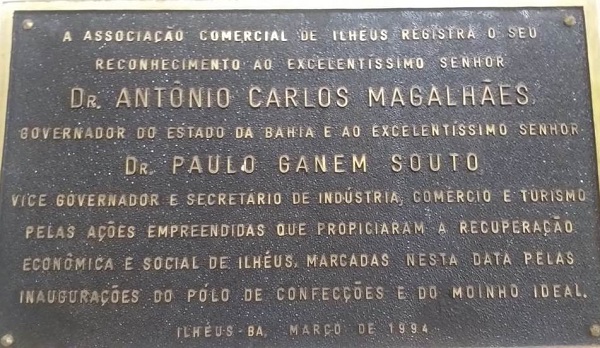 A ASSOCIAÇÃO COMERCIAL DE ILHÉUS REGISTRA O SEU
RECONHECIMENTO AO EXCELENTÍSSIMO SENHOR
DR. ANTÔNIO CARLOS MAGALHÃES
GOVERNADOR DO ESTADO DA BAHIA E AO EXCELENTÍSSIMO SENHOR
DR. PAULO GANEM SOUTO
VICE GOVERNADOR E SECRETÁRIO DE INDÚSTRIA, COMÉRCIO E TURISMO
PELAS AÇÕES EMPREENDIDAS QUE PROPICIARAM A RECUPERAÇÃO
ECONÔMICA E SOCIAL DE ILHÉUS, MARCADAS NESTA DATA PELAS
INAUGURAÇÕES DO PÓLO DE CONFECÇÕES E DO MOINHO IDEAL.
ILHÉUS-BA, MARÇO DE 1994